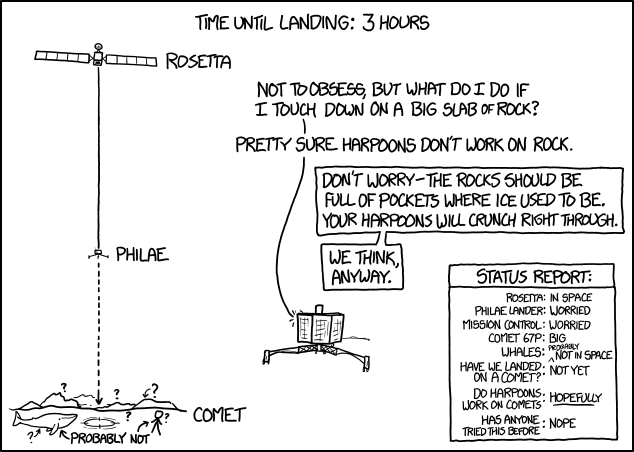 TIME UNTIL LANDING: 3 HOURS
ROSETTA
NOT TO OBSESS, BUT WHAT DO I DO IF
I TOUCH DOWN ON A BIG SLAB OF ROCK?
PRETTY SURE HARPOONS DON'T WORK ON ROCK.
DON'T WORRY—THE ROCKS SHOULD BE
FULL OF POCKETS WHERE ICE USED TO BE.
YOUR HARPOONS WILL CRUNCH RIGHT THROUGH.
WE THINK,
ANYWAY.
PHILAE
STATUS REPORT:
ROSETTA: IN SPACE
PHILAE LANDER: WORRIED
MISSION CONTROL: WORRIED
COMET 67P: BIG
WHALES: PROBABLY NOT IN SPACE
HAVE WE LANDED
ON A COMET?: NOT YET
DO HARPOONS
WORK ON COMETS: HOPEFULLY
HAS ANYONE
TRIED THIS BEFORE: NOPE
? ? ?
? ?
COMET
? PROBABLY NOT